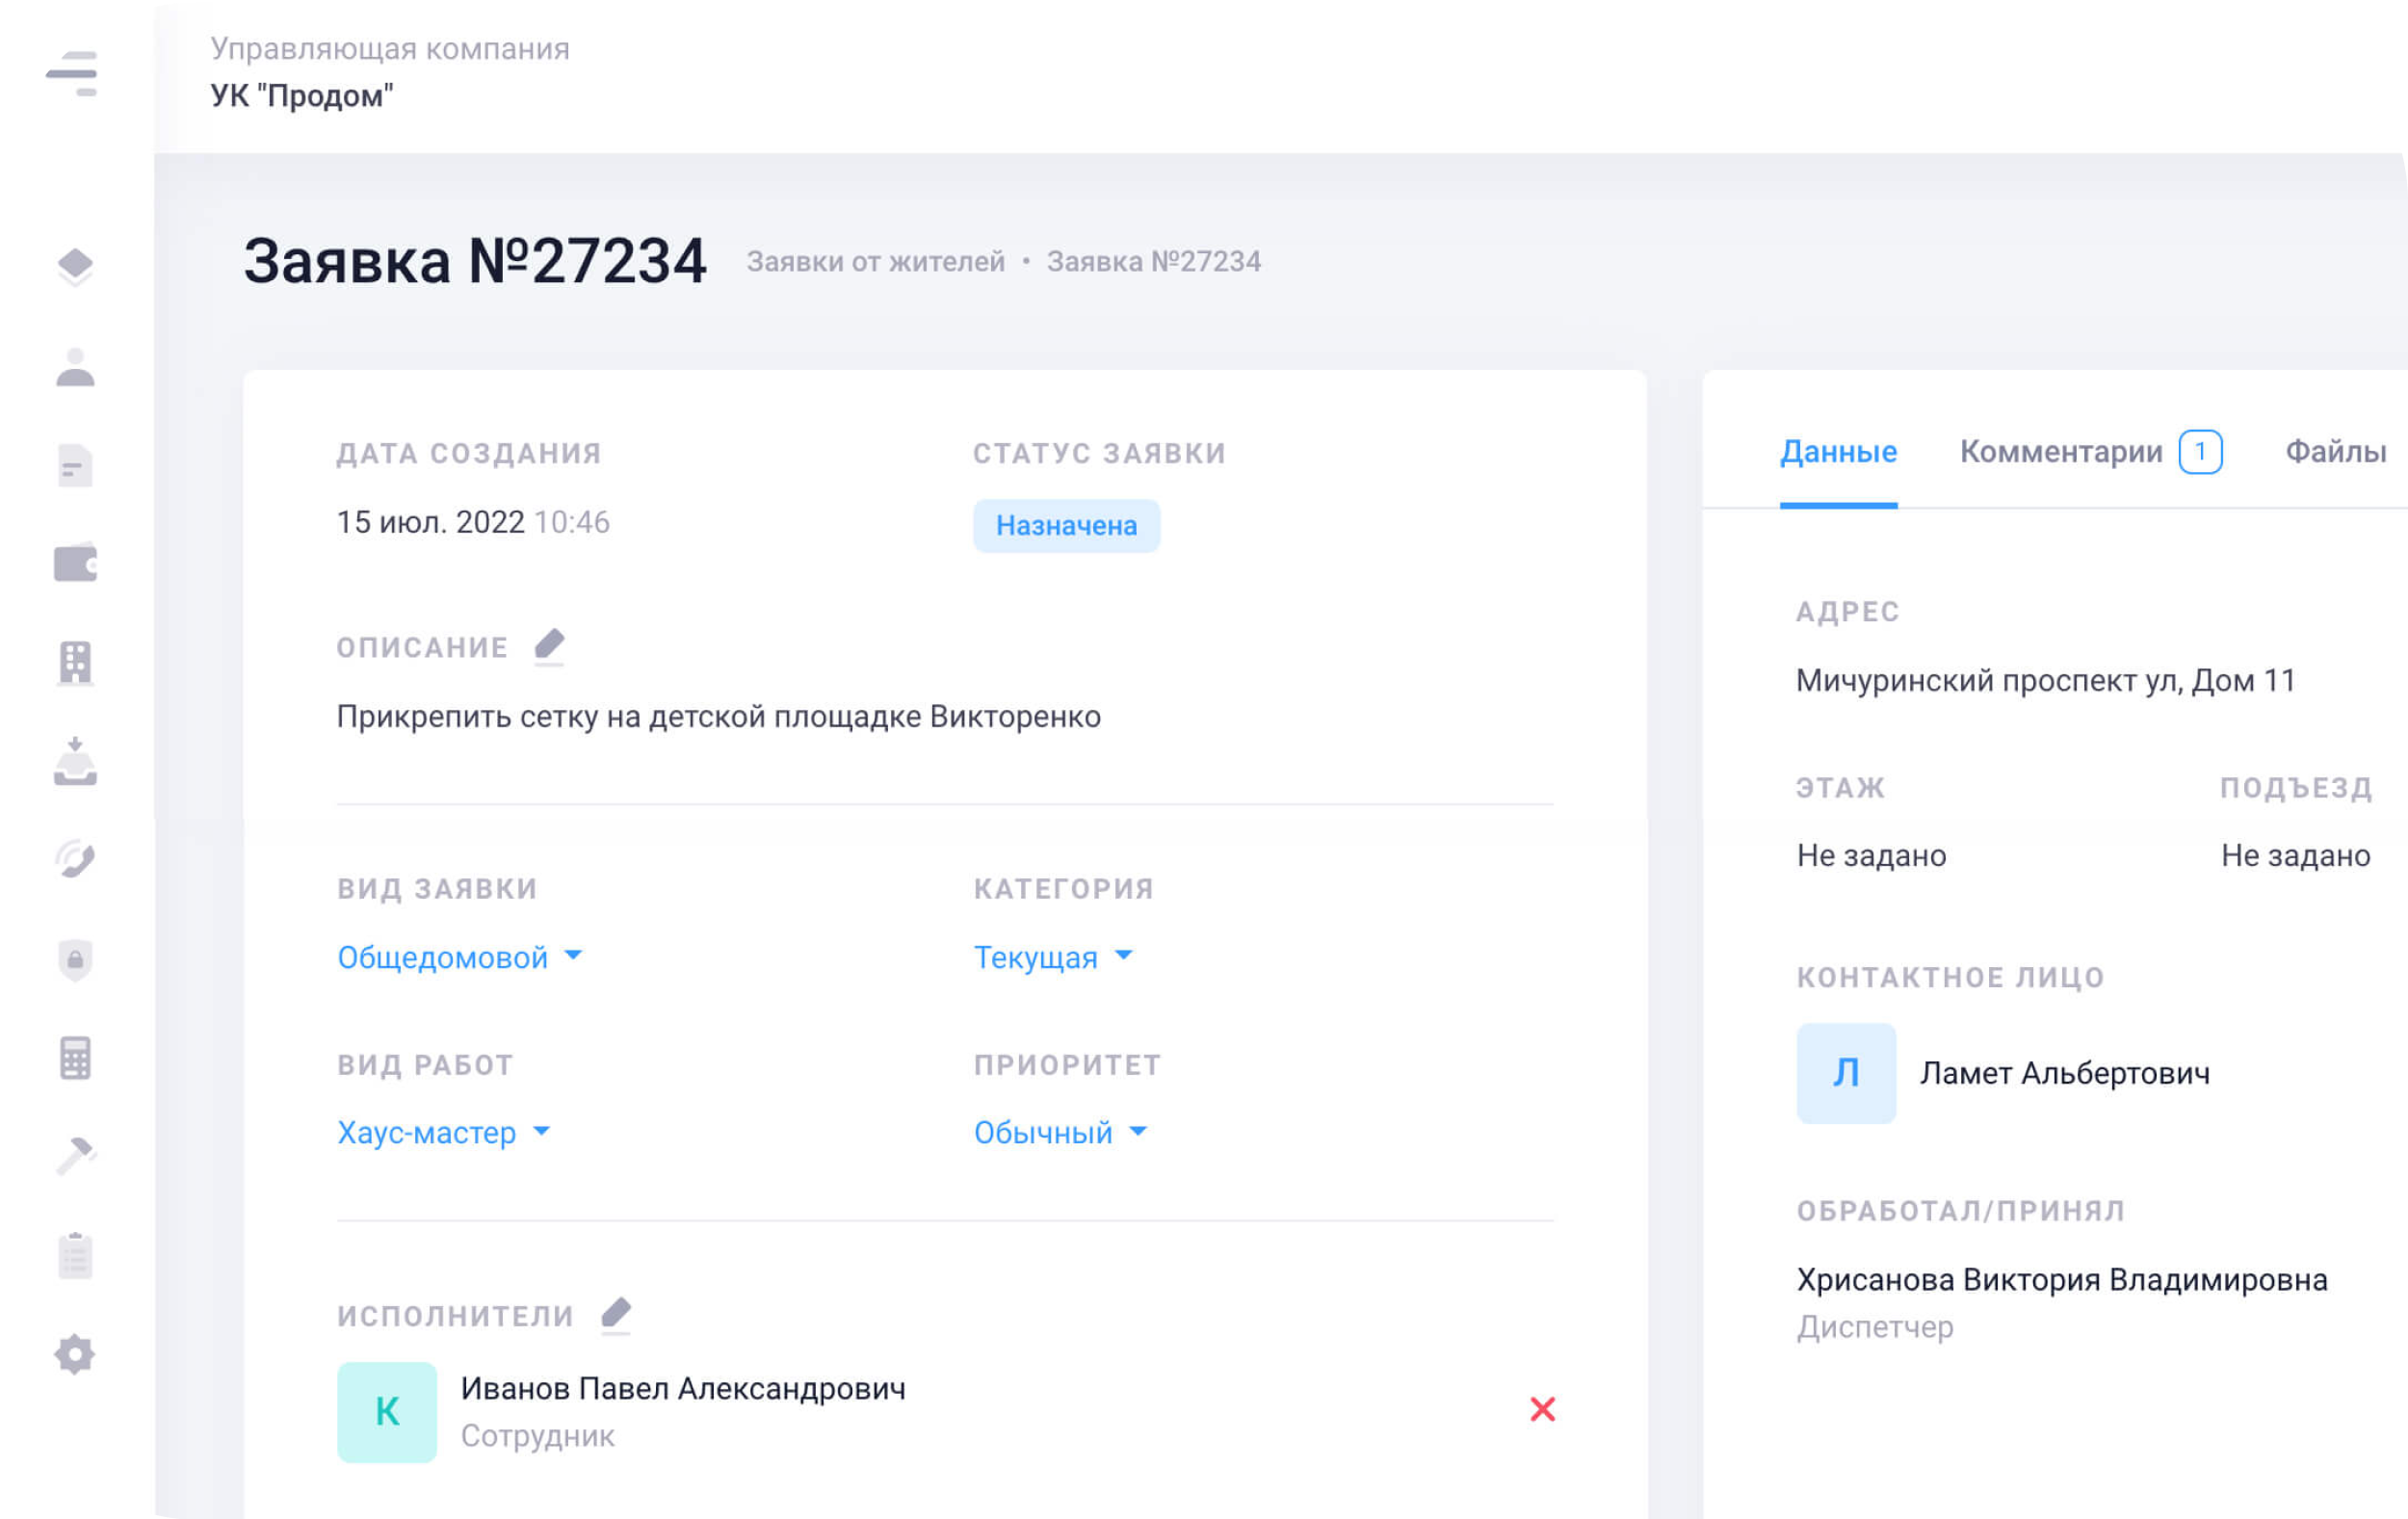 Управляющая компания
УК "Продом"
Заявка №27234
Заявки от жителей • Заявка №27234
ДАТА СОЗДАНИЯ
15 июл. 2022 10:46
СТАТУС ЗАЯВКИ
Назначена
ОПИСАНИЕ
Прикрепить сетку на детской площадке Викторенко
ВИД ЗАЯВКИ
Общедомовой
КАТЕГОРИЯ
Текущая
ВИД РАБОТ
Хаус-мастер
ПРИОРИТЕТ
Обычный
ИСПОЛНИТЕЛИ
К
Иванов Павел Александрович
Сотрудник
Данные Комментарии 1 Файлы
АДРЕС
Мичуринский проспект ул, Дом 11
ЭТАЖ
Не задано
ПОДЪЕЗД
Не задано
КОНТАКТНОЕ ЛИЦО
Л
Ламет Альбертович
ОБРАБОТАЛ/ПРИНЯЛ
Хрисанова Виктория Владимировна
Диспетчер